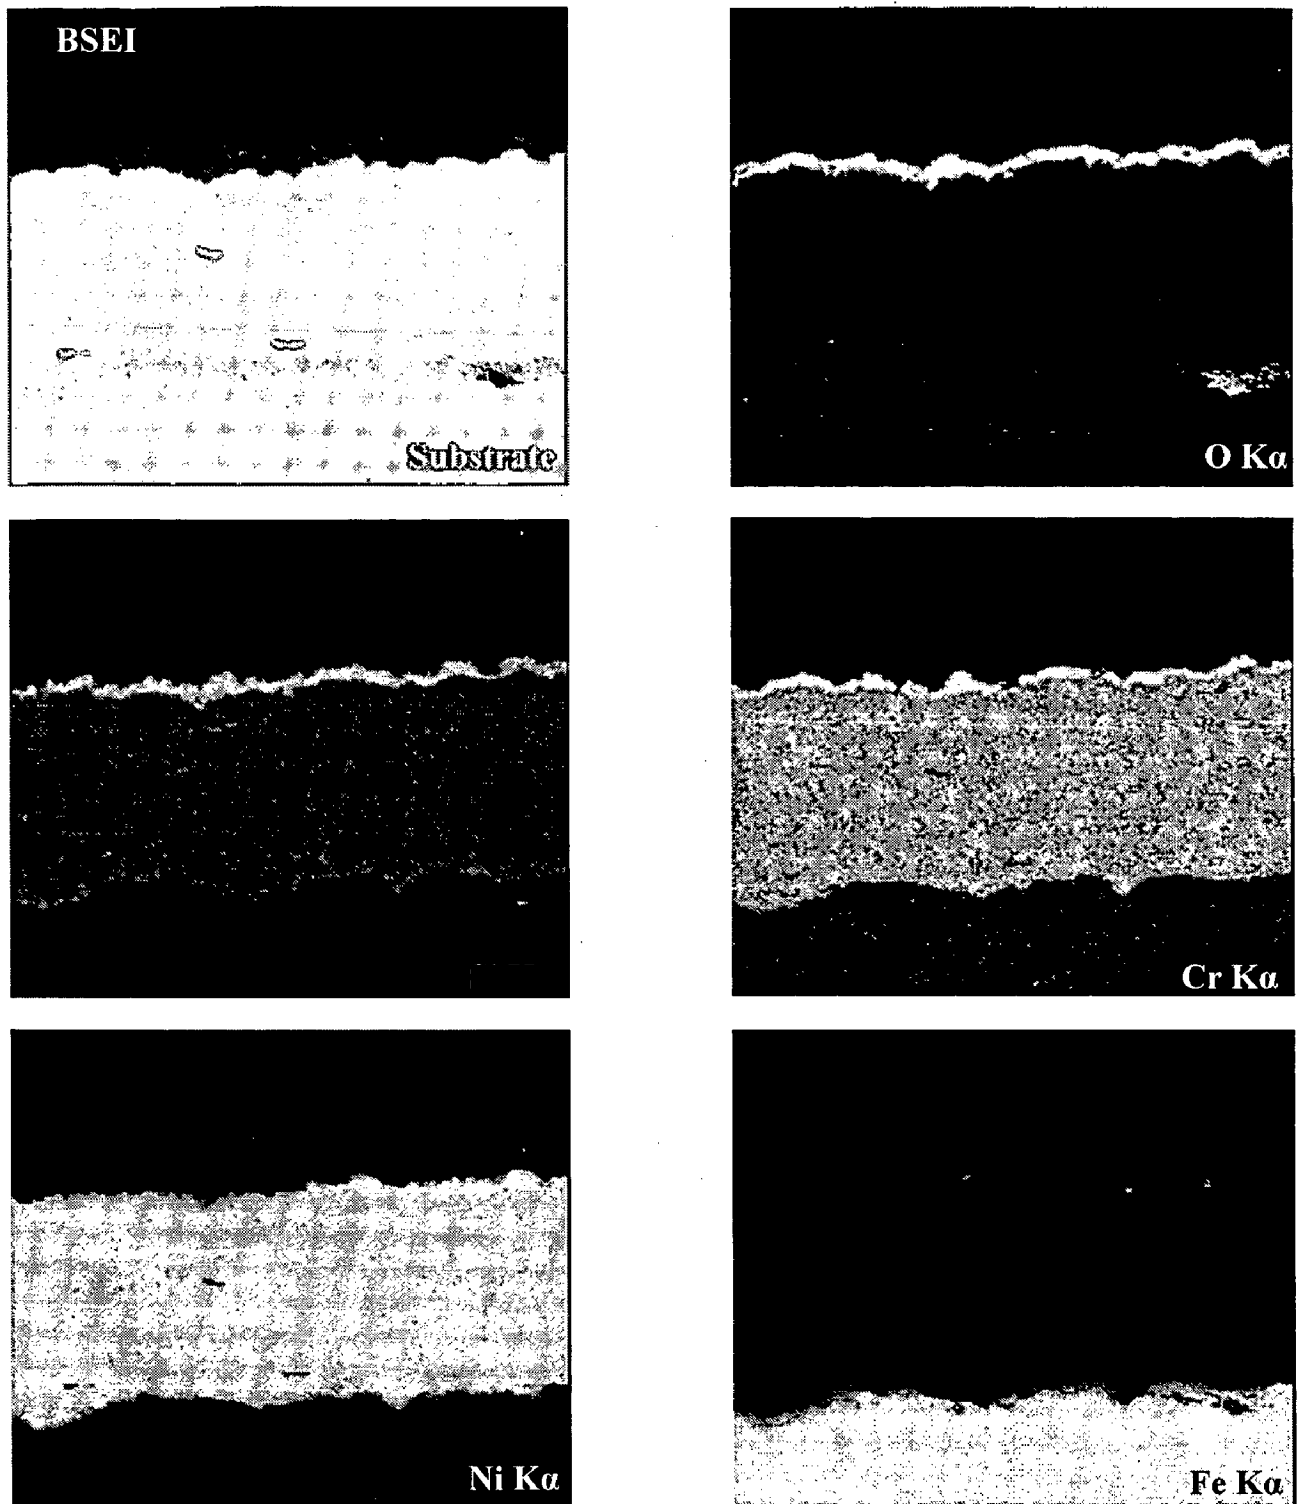 BSEI
Substrate
O Kα
Cr Kα
Ni Kα
Fe Kα